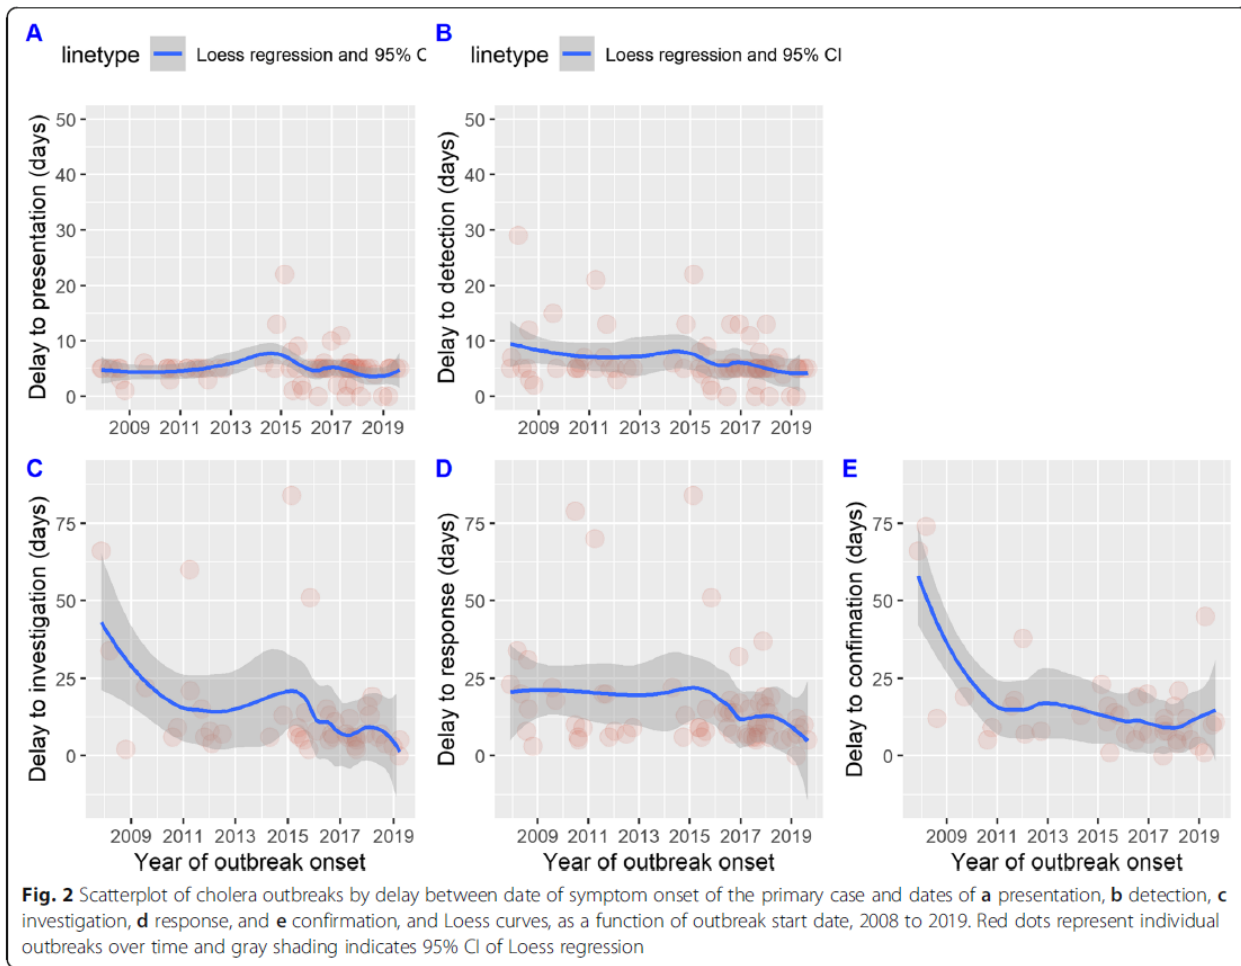 A
B
linetype Loess regression and 95% C
linetype Loess regression and 95% CI
Delay to presentation (days)
50
40
30
20
10
0
2009 2011 2013 2015 2017 2019
Delay to detection (days)
50
40
30
20
10
0
2009 2011 2013 2015 2017 2019
C
D
E
Delay to investigation (days)
75
50
25
0
2009 2011 2013 2015 2017 2019
Year of outbreak onset
Delay to response (days)
75
50
25
0
2009 2011 2013 2015 2017 2019
Year of outbreak onset
Delay to confimation (days)
75
50
25
0
2009 2011 2013 2015 2017 2019
Year of outbreak onset
Fig. 2 Scatterplot of cholera outbreaks by delay between date of symptom onset of the primary case and dates of a presentation, b detection, c
investigation, d response, and e confirmation, and Loess curves, as a function of outbreak start date, 2008 to 2019. Red dots represent individual
outbreaks over time and gray shading indicates 95% CI of Loess regression